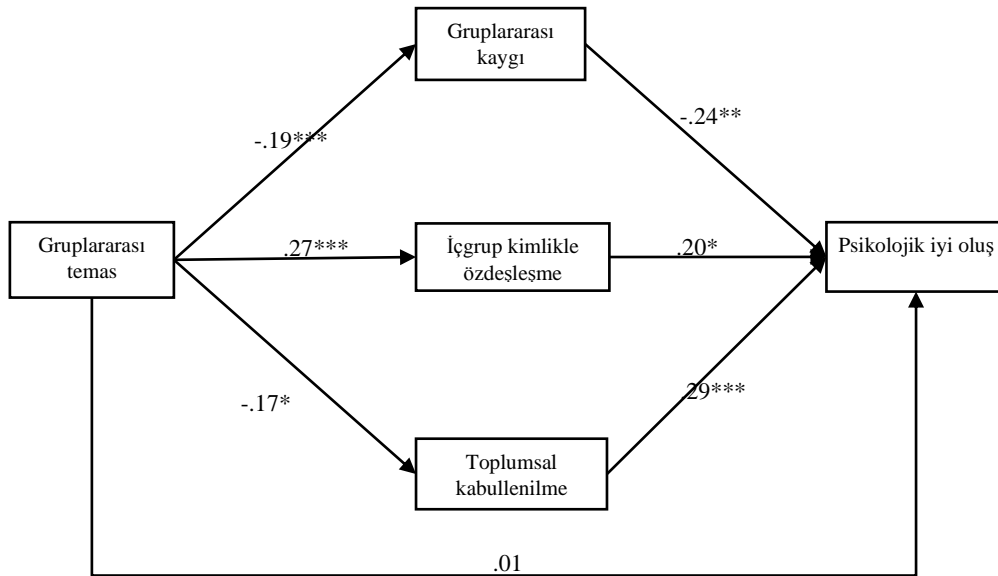 Gruplararası
kaygı
-.19***
-.24**
Gruplararası
temas
.27***
İçgrup kimlikle
özdeşleşme
.20*
Psikolojik iyi oluş
-.17*
.29***
Toplumsal
kabullenilme
.01